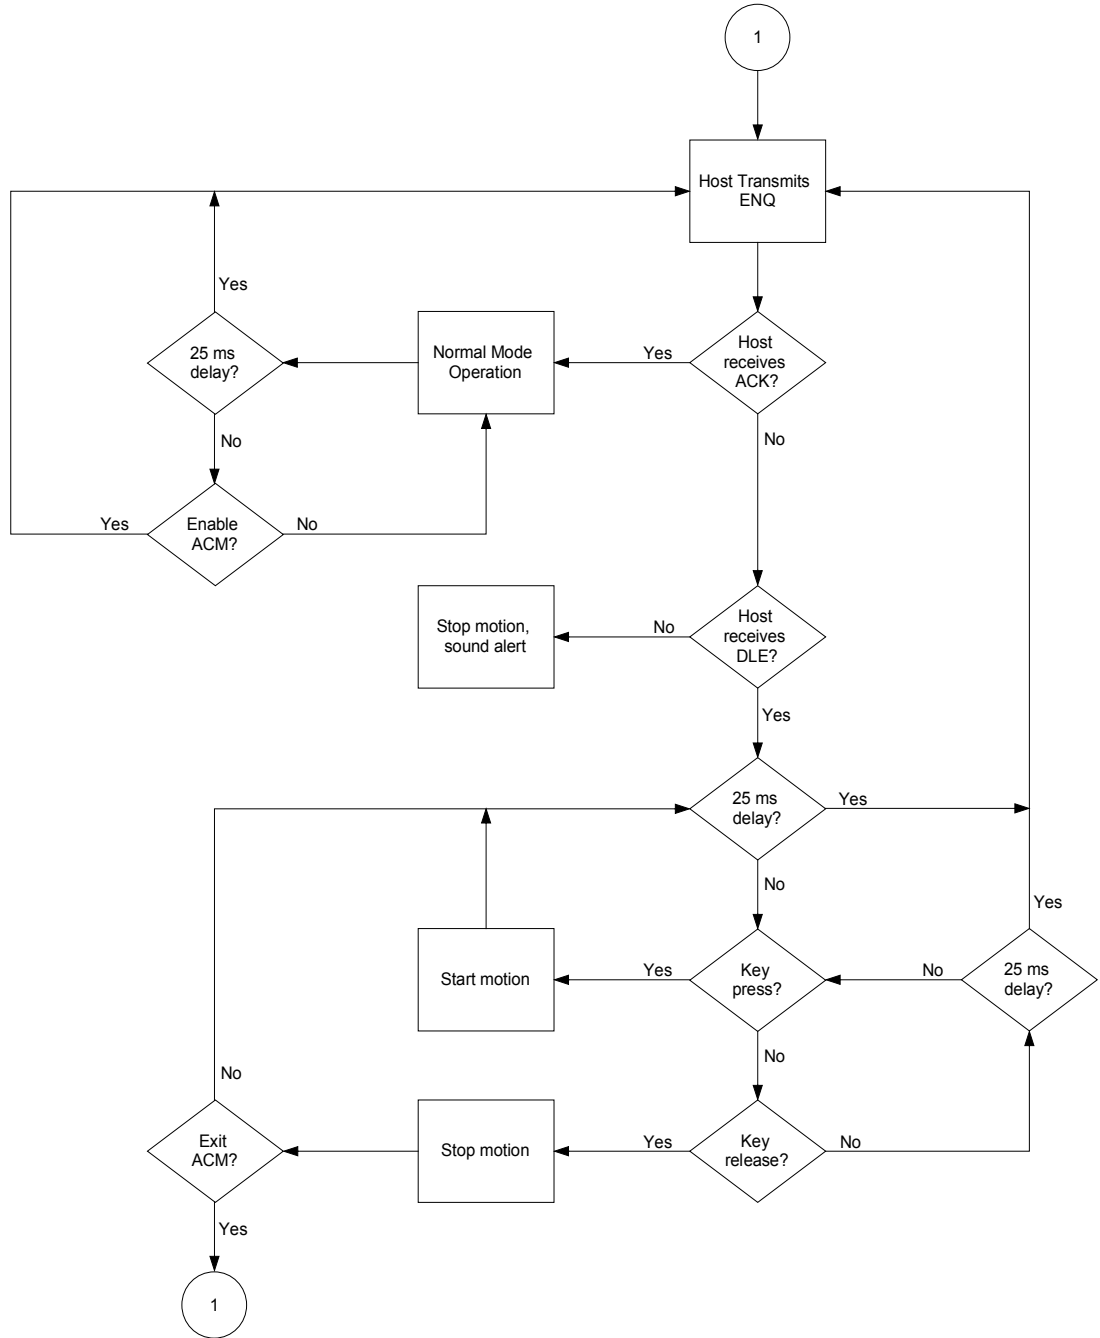 1
Host Transmits
ENQ
Yes
25 ms
delay?
Normal Mode
Operation
Yes
Host
receives
ACK?
No
No
Yes
Enable
ACM?
No
Stop motion,
sound alert
No
Host
receives
DLE?
Yes
25 ms
delay?
Yes
No
Yes
Start motion
Yes
Key
press?
No
25 ms
delay?
No
No
Exit
ACM?
Stop motion
Yes
Key
release?
No
Yes
1